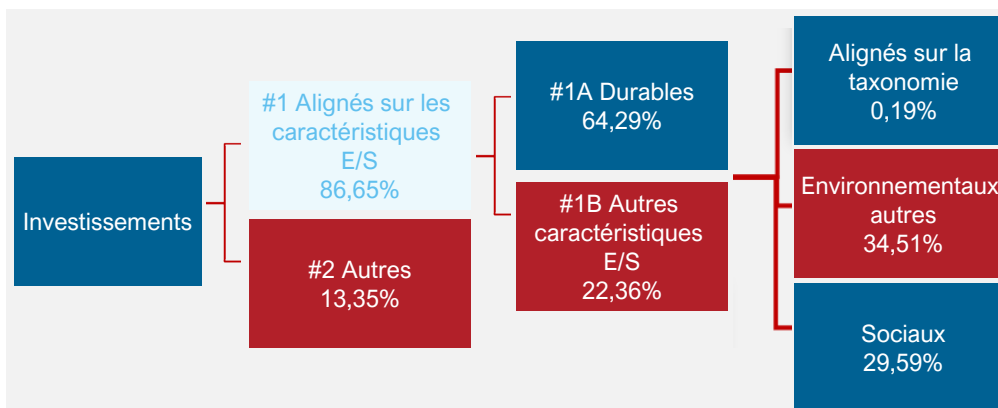 Investissements
#1 Alignés sur les
caractéristiques
E/S
86,65%
#2 Autres
13,35%
#1A Durables
64,29%
#1B Autres
caractéristiques
E/S
22,36%
Alignés sur la
taxonomie
0,19%
Environnementaux
autres
34,51%
Sociaux
29,59%